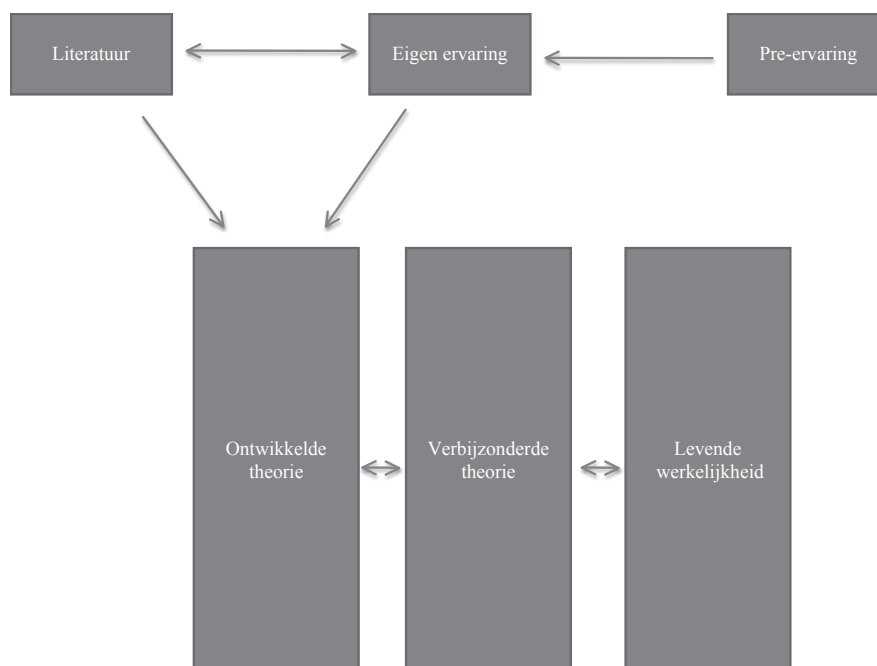 Literatuur
Eigen ervaring
Pre-ervaring
Ontwikkelde
theorie
Verbijzonderde
theorie
Levende
werkelijkheid